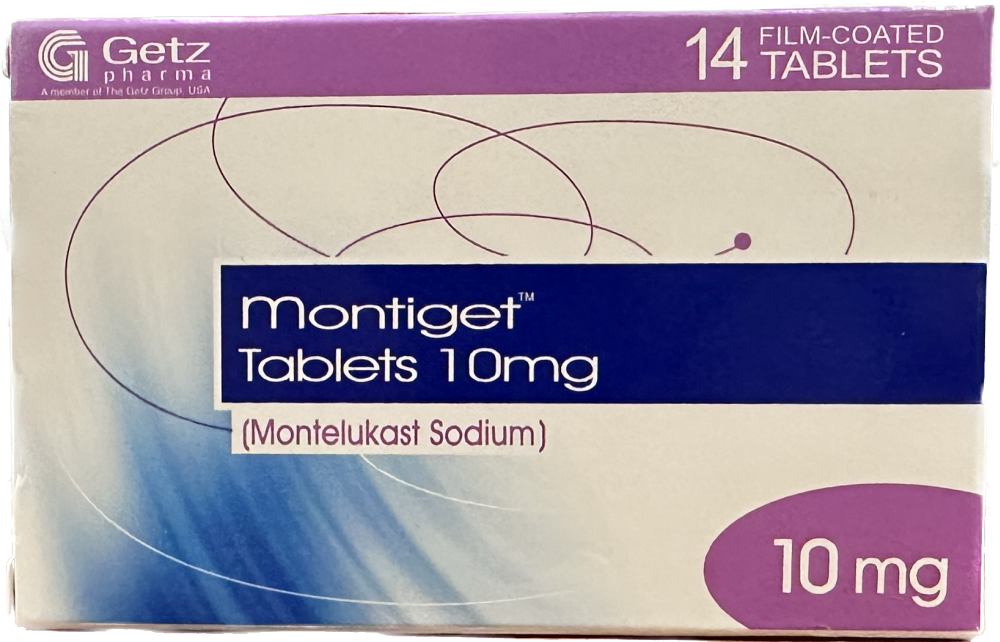 Getz
pharma
A member of The Getz Group, USA
14 FILM-COATED
TABLETS
Montiget™
Tablets 10mg
(Montelukast Sodium)
10 mg